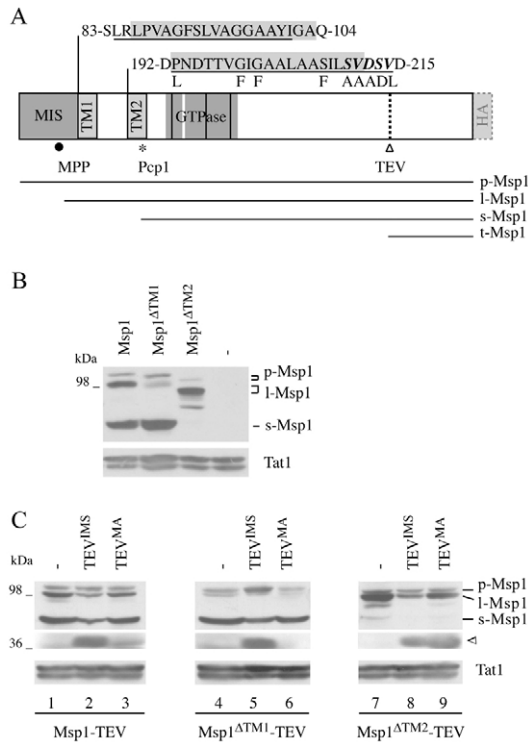 A
83-SLRLPVAGFSLVAGGAAYIGAQ-104
192-DPNDTTVGIGAALAASILSVDSVD-215
L F F F AAADL
MIS TM1 TM2 GTPase HA
MPP Pcp1 TEV
p-Msp1
l-Msp1
s-Msp1
t-Msp1
B
Msp1 Msp1ΔTM1 Msp1ΔTM2 -
kDa
98
p-Msp1
l-Msp1
s-Msp1
Tat1
C
- TEVIMS TEVMA - TEVIMS TEVMA - TEVIMS TEVMA
kDa
98
p-Msp1
l-Msp1
s-Msp1
36
Tat1
1 2 3 4 5 6 7 8 9
Msp1-TEV Msp1ΔTM1-TEV Msp1ΔTM2-TEV